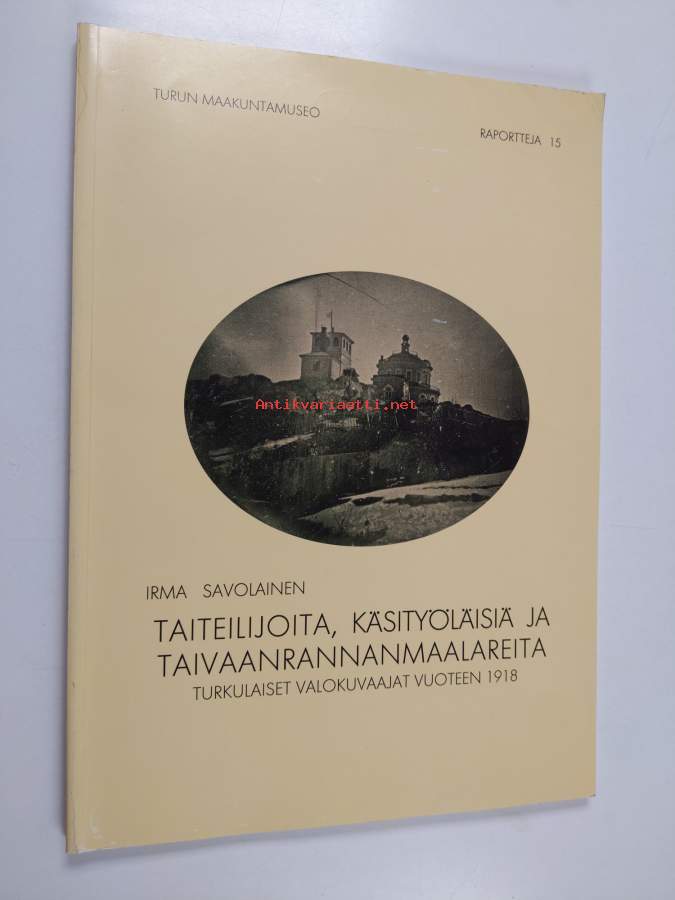 TURUN MAAKUNTAMUSEO
RAPORTTEJA 15
Antikvariaatti.net
IRMA SAVOLAINEN
TAITEILIJOITA, KÄSITYÖLÄISIÄ JA
TAIVAANRANNANMAALAREITA
TURKULAISET VALOKUVAAJAT VUOTEEN 1918